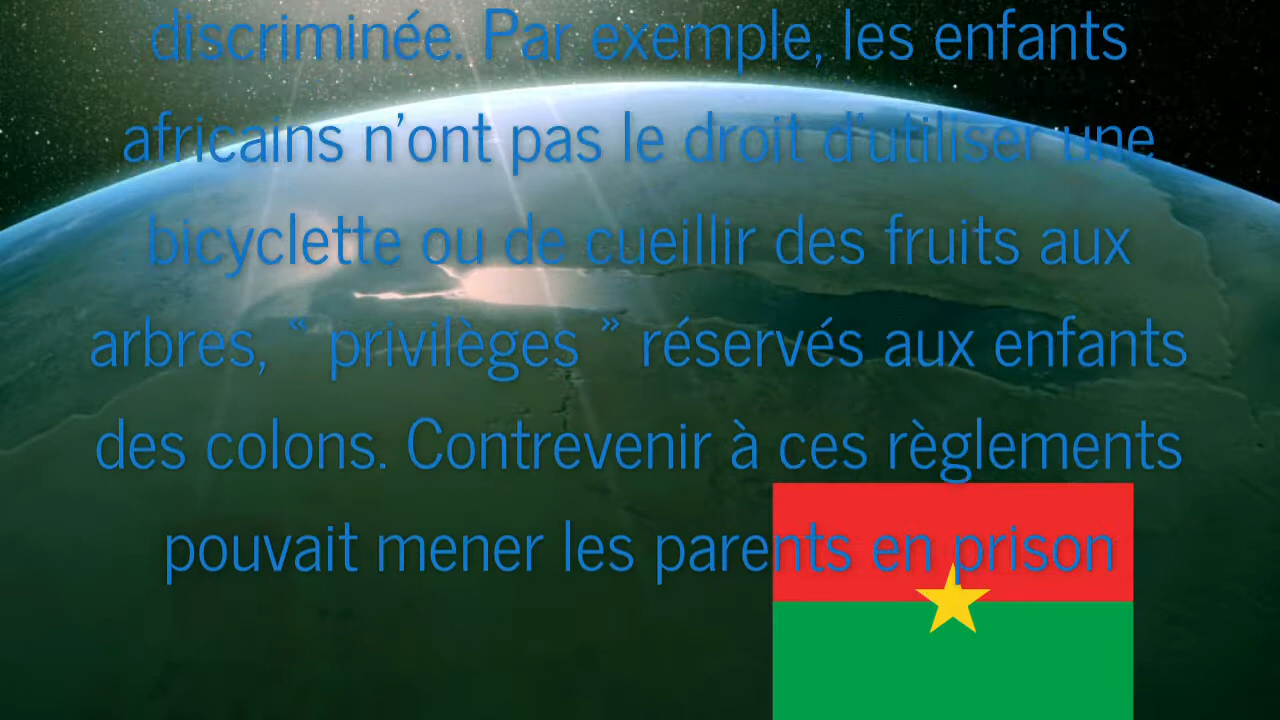 discriminée. Par exemple, les enfants
africains n’ont pas le droit d'utiliser une
bicyclette ou de cueillir des fruits aux
arbres, “ privilèges ” réservés aux enfants
des colons. Contrevenir à ces règlements
pouvait mener les parents en prison